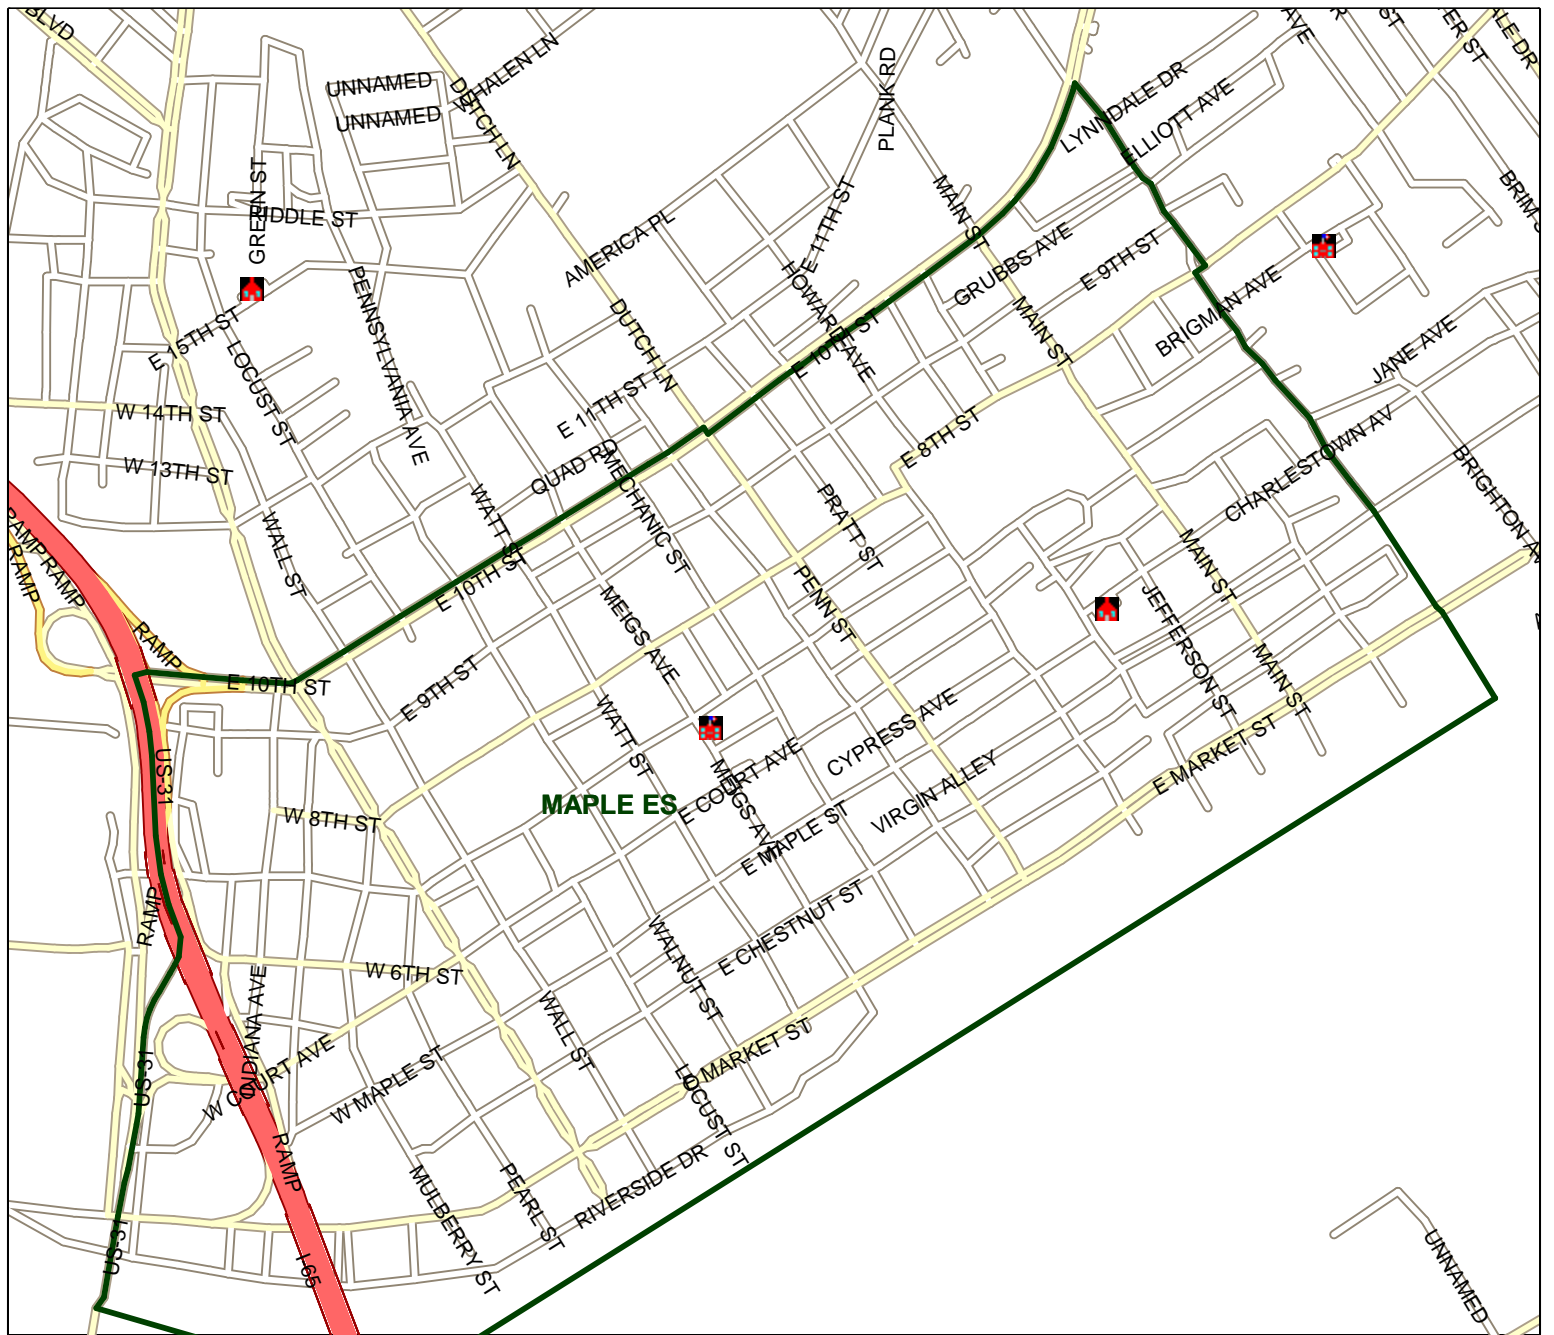 BLVD
UNNAMED
WHALEN LN
DUTCH LN
UNNAMED
PLANK RD
LYNNDALE DR
ELLIOTT AVE
AVE
ST
ER ST
LE DR
GREEN ST
RIDDLE ST
AMERICA PL
E 11TH ST
MAIN ST
GRUBBS AVE
E 9TH ST
BRIM S
PENNSYLVANIA AVE
DUTCH LN
HOWARD AVE
E 10TH ST
MAIN ST
BRIGMAN AVE
JANE AVE
E 15TH ST
LOCUST ST
W 14TH ST
E 11TH ST
E 8TH ST
CHARLESTOWN AV
W 13TH ST
QUAD RD
MECHANIC ST
WATT ST
PRATT ST
BRIGHTON AV
RAMP
RAMP
RAMP
WALL ST
E 10TH ST
MEIGS AVE
PENN ST
MAIN ST
JEFFERSON ST
RAMP
E 10TH ST
E 9TH ST
WATT ST
CYPRESS AVE
MAIN ST
E MARKET ST
US-31
W 8TH ST
MAPLE ES
E COURT AVE
MEIGS AVE
E MAPLE ST
VIRGIN ALLEY
RAMP
W 6TH ST
WALNUT ST
E CHESTNUT ST
INDIANA AVE
WALL ST
US-31
W COURT AVE
W MAPLE ST
MARKET ST
LOCUST ST
RAMP
MULBERRY ST
PEARL ST
RIVERSIDE DR
US-31
I-65
UNNAMED